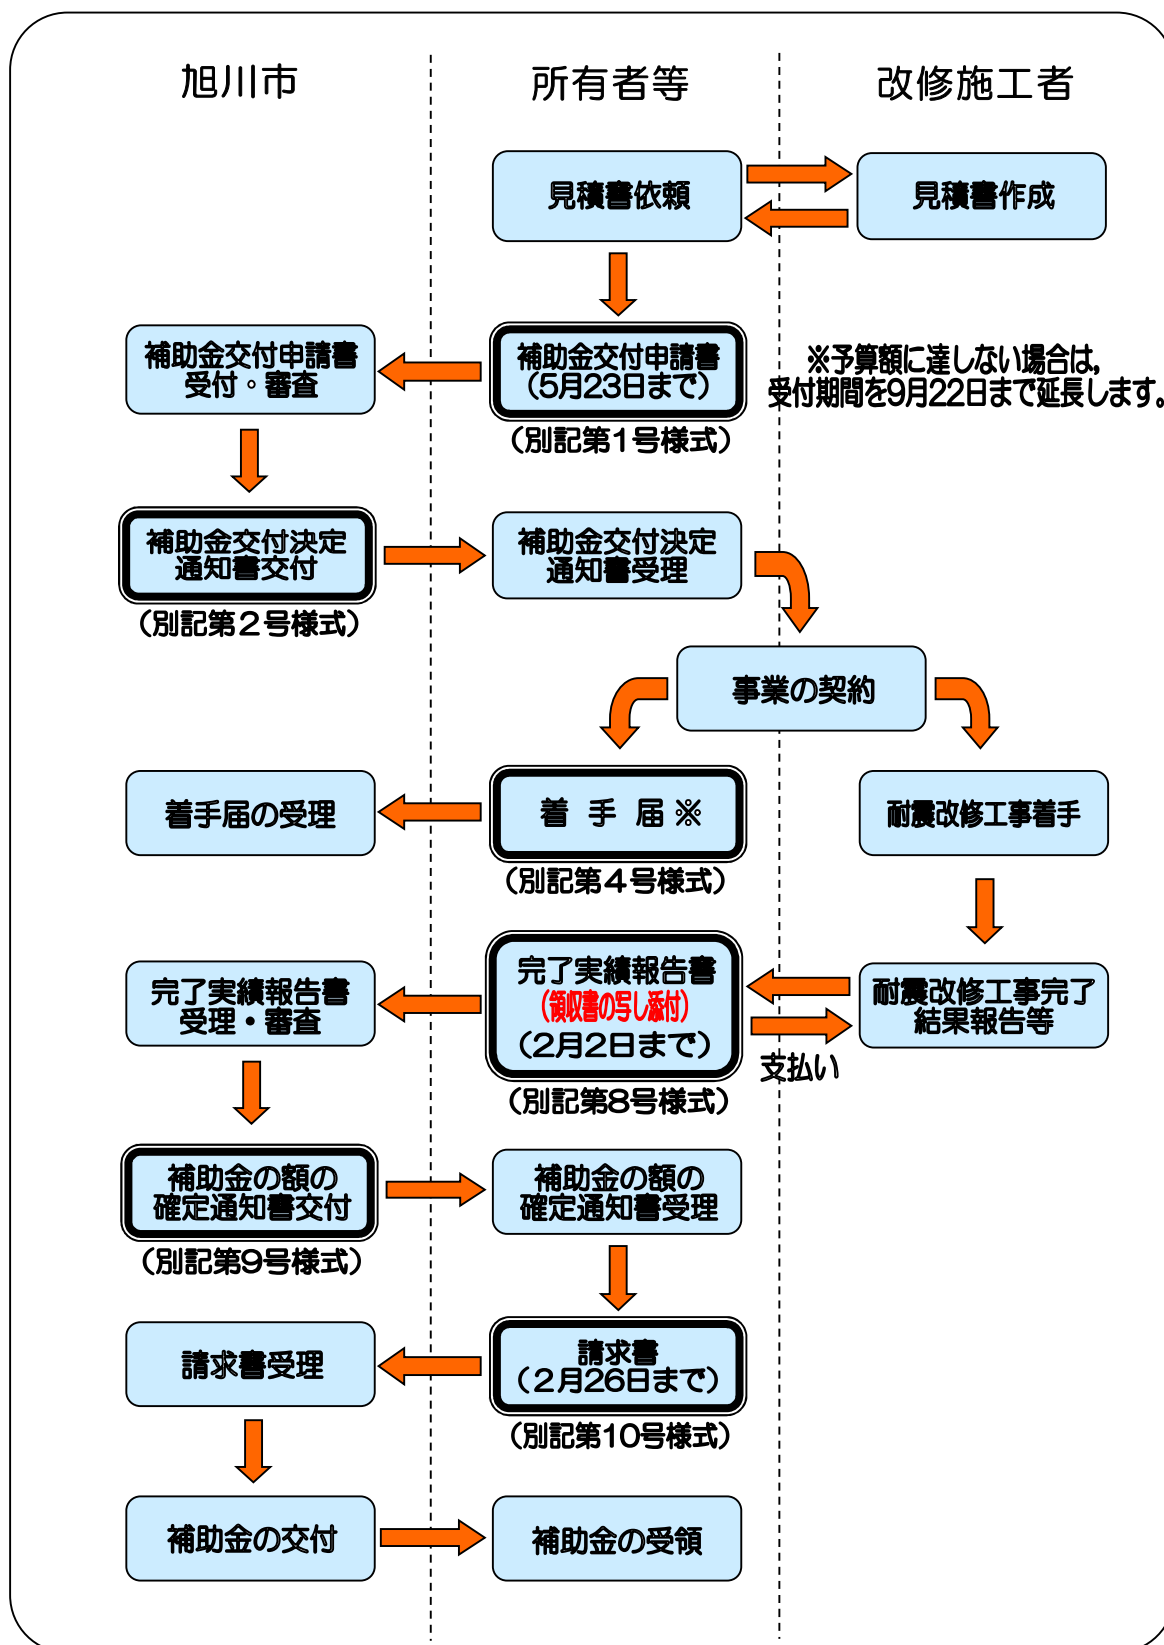 旭川市
所有者等
改修施工者
見積書依頼
見積書作成
補助金交付申請書
受付・審査
補助金交付申請書
(5月23日まで)
(別記第1号様式)
※予算額に達しない場合は,
受付期間を9月22日まで延長します。
補助金交付決定
通知書交付
(別記第2号様式)
補助金交付決定
通知書受理
事業の契約
着手届の受理
着 手 届 ※
(別記第4号様式)
耐震改修工事着手
完了実績報告書
受理・審査
完了実績報告書
(領収書の写し添付)
(2月2日まで)
(別記第8号様式)
耐震改修工事完了
結果報告等
支払い
補助金の額の
確定通知書交付
(別記第9号様式)
補助金の額の
確定通知書受理
請求書受理
請求書
(2月26日まで)
(別記第10号様式)
補助金の交付
補助金の受領